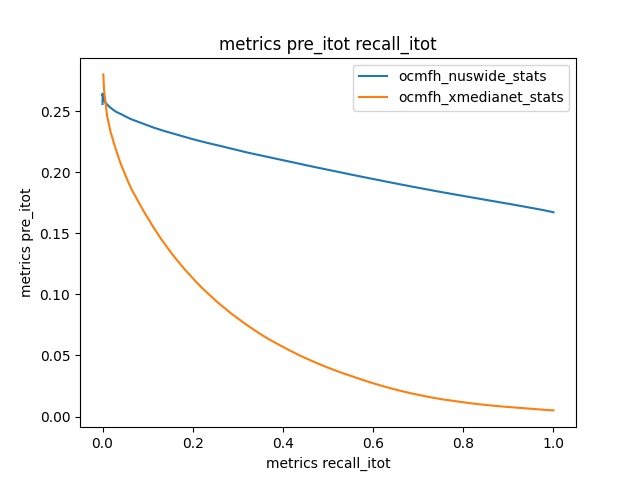 metrics pre_itot recall_itot
ocmfh_nuswide_stats
ocmfh_xmedianet_stats
metrics pre_itot
0.25
0.20
0.15
0.10
0.05
0.00
0.0 0.2 0.4 0.6 0.8 1.0
metrics recall_itot